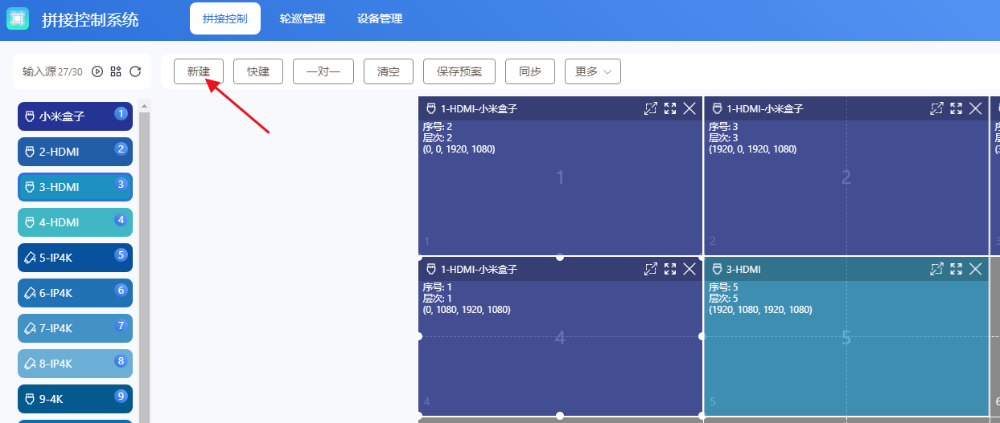 拼接控制系统
拼接控制
轮巡管理
设备管理
输入源 27/30
新建
快建
一对一
清空
保存预案
同步
更多
小米盒子 1
2-HDMI 2
3-HDMI 3
4-HDMI 4
5-IP4K 5
6-IP4K 6
7-IP4K 7
8-IP4K 8
9-4K 9
1-HDMI-小米盒子
序号: 2
层次: 2
(0, 0, 1920, 1080)
1
1
1-HDMI-小米盒子
序号: 3
层次: 3
(1920, 0, 1920, 1080)
2
2
1-HDMI-小米盒子
序号: 1
层次: 1
(0, 1080, 1920, 1080)
4
4
3-HDMI
序号: 5
层次: 5
(1920, 1080, 1920, 1080)
5
5
6